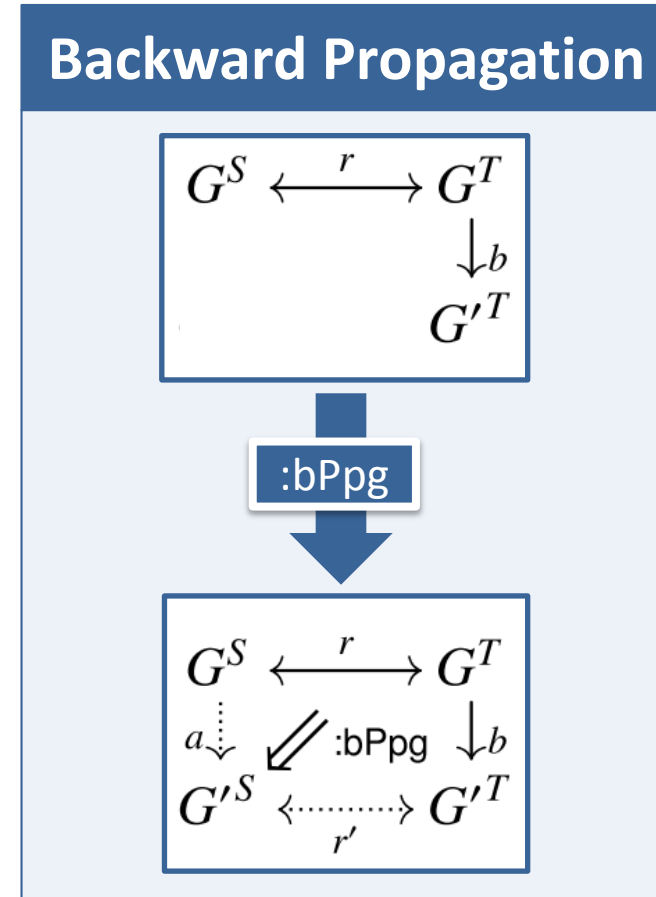 Backward Propagation
G^S r G^T
b
G'^T
:bPpg
G^S r G^T
a :bPpg b
G'^S r' G'^T